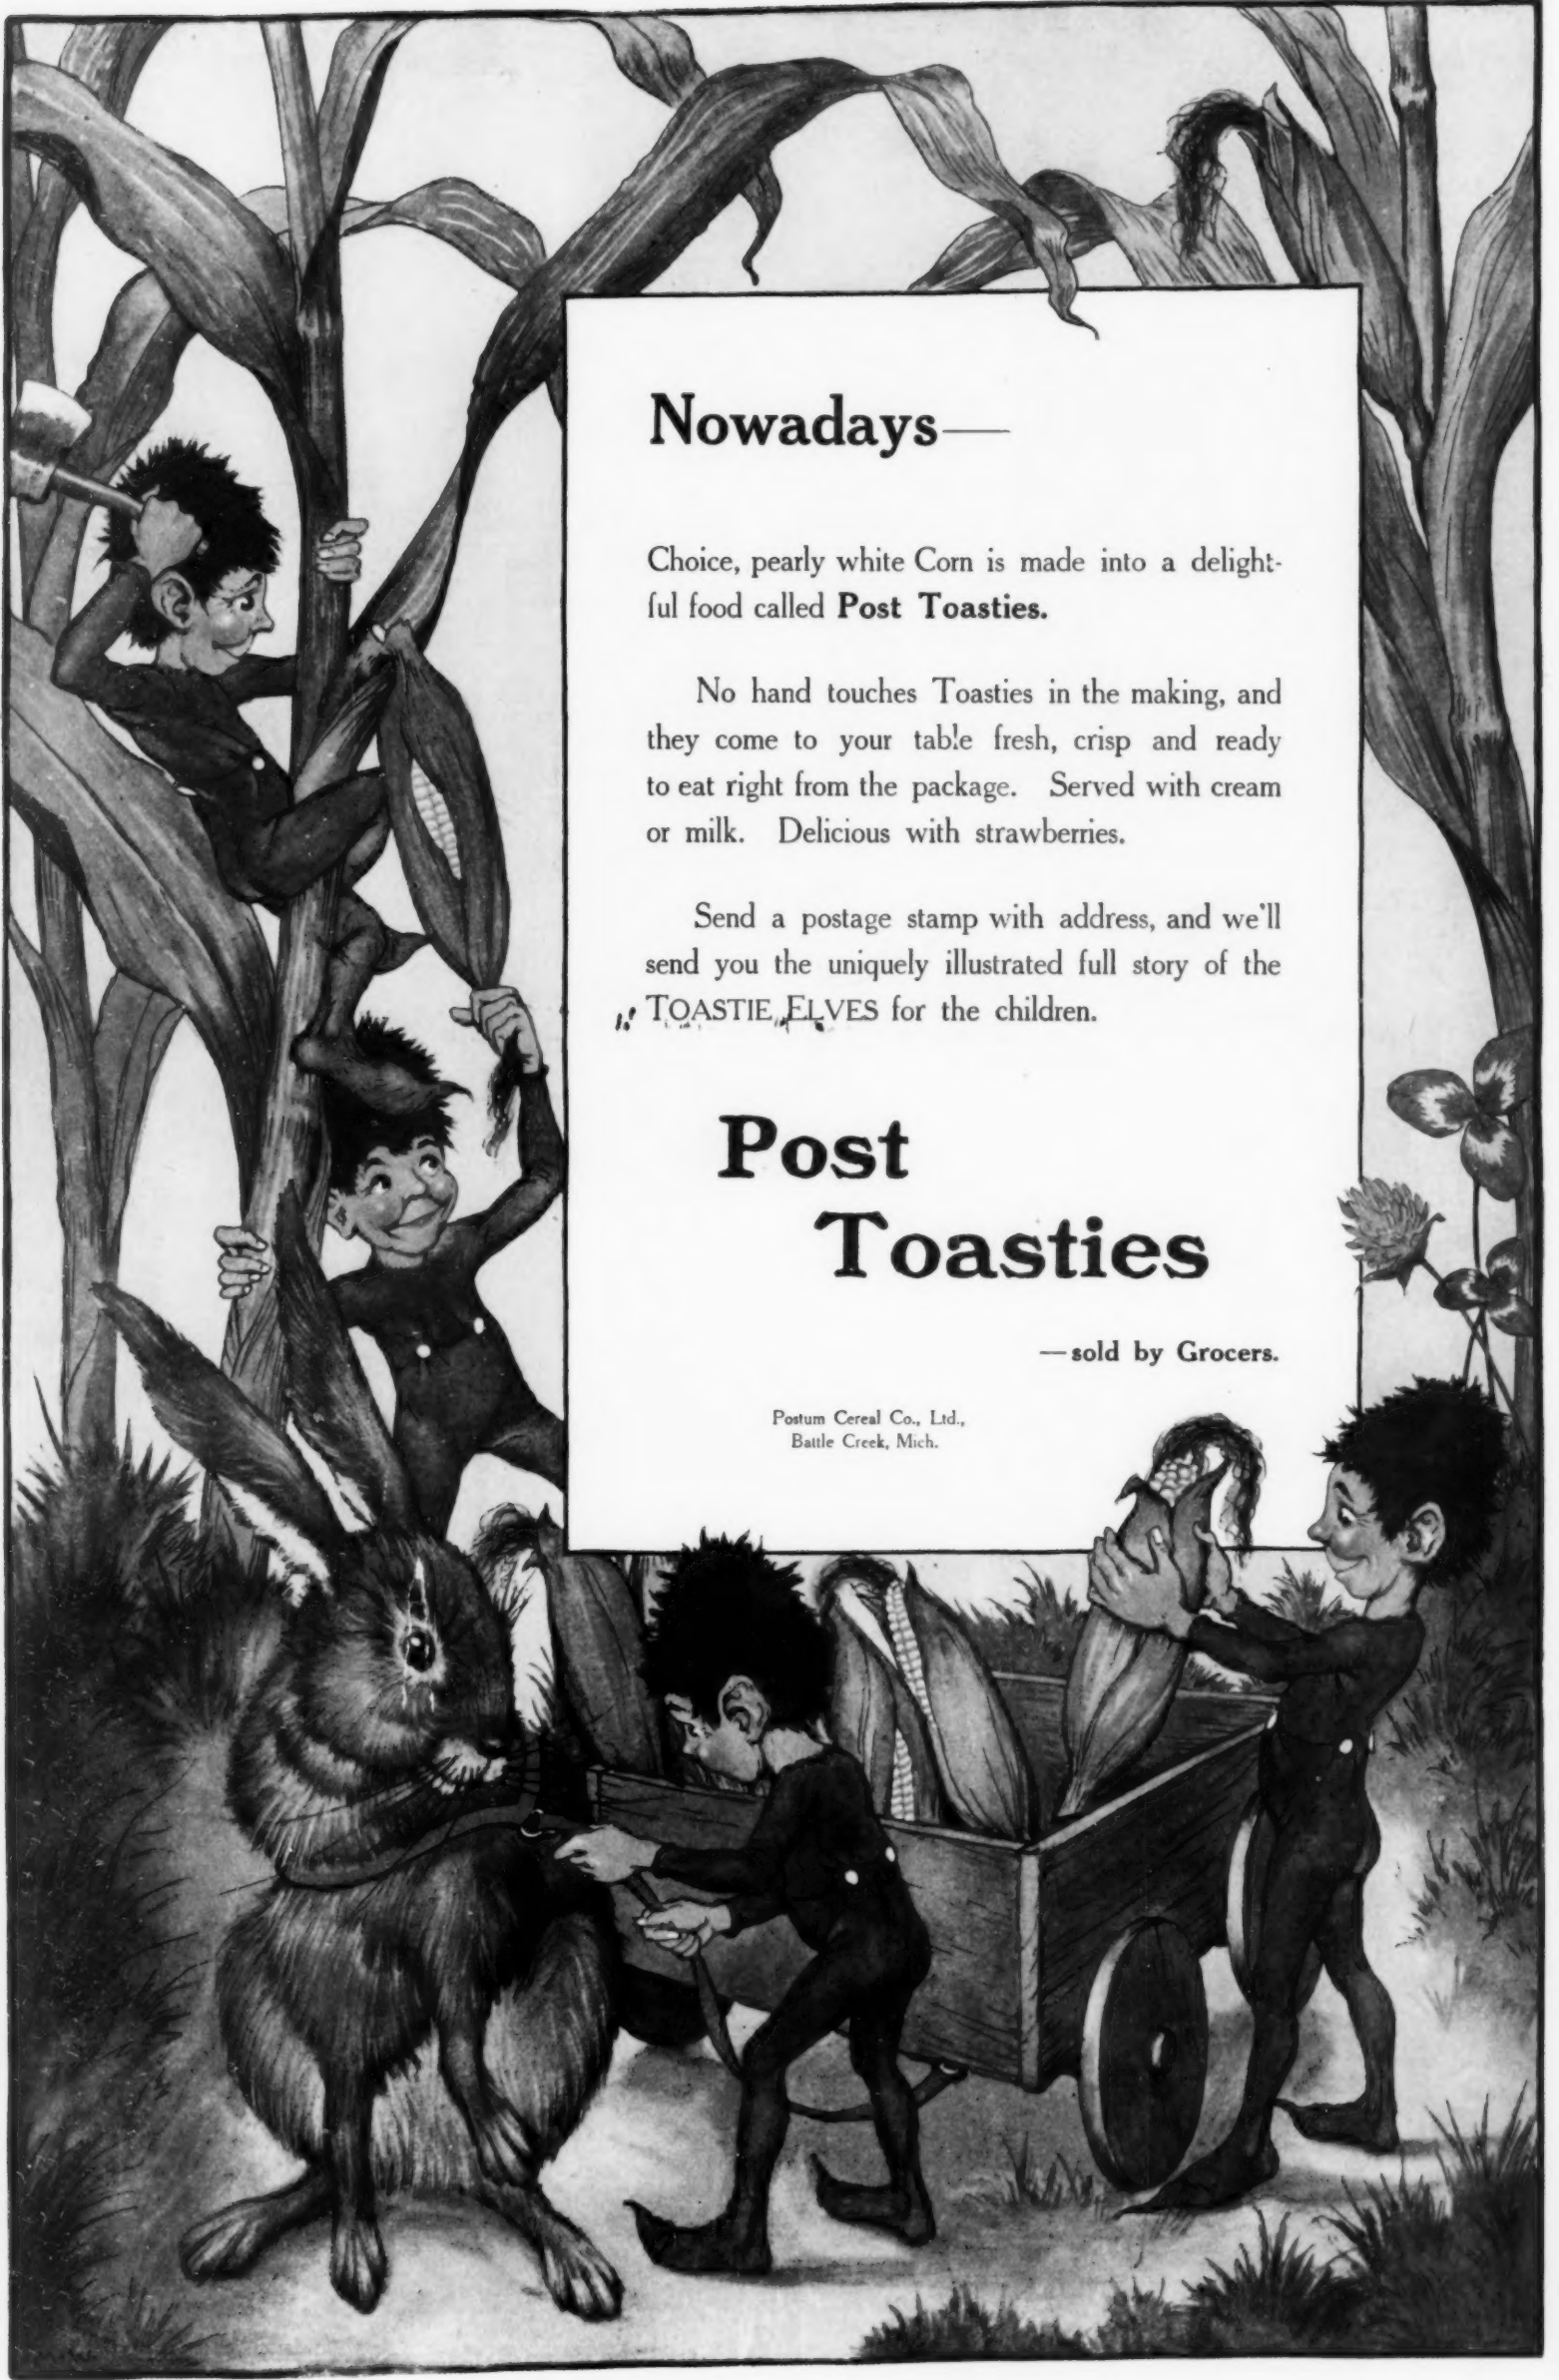 Nowadays—
Choice, pearly white Corn is made into a delight-
ful food called Post Toasties.
No hand touches Toasties in the making, and
they come to your table fresh, crisp and ready
to eat right from the package. Served with cream
or milk. Delicious with strawberries.
Send a postage stamp with address, and we'll
send you the uniquely illustrated full story of the
TOASTIE ELVES for the children.
Post
Toasties
—sold by Grocers.
Postum Cereal Co., Ltd.,
Battle Creek, Mich.